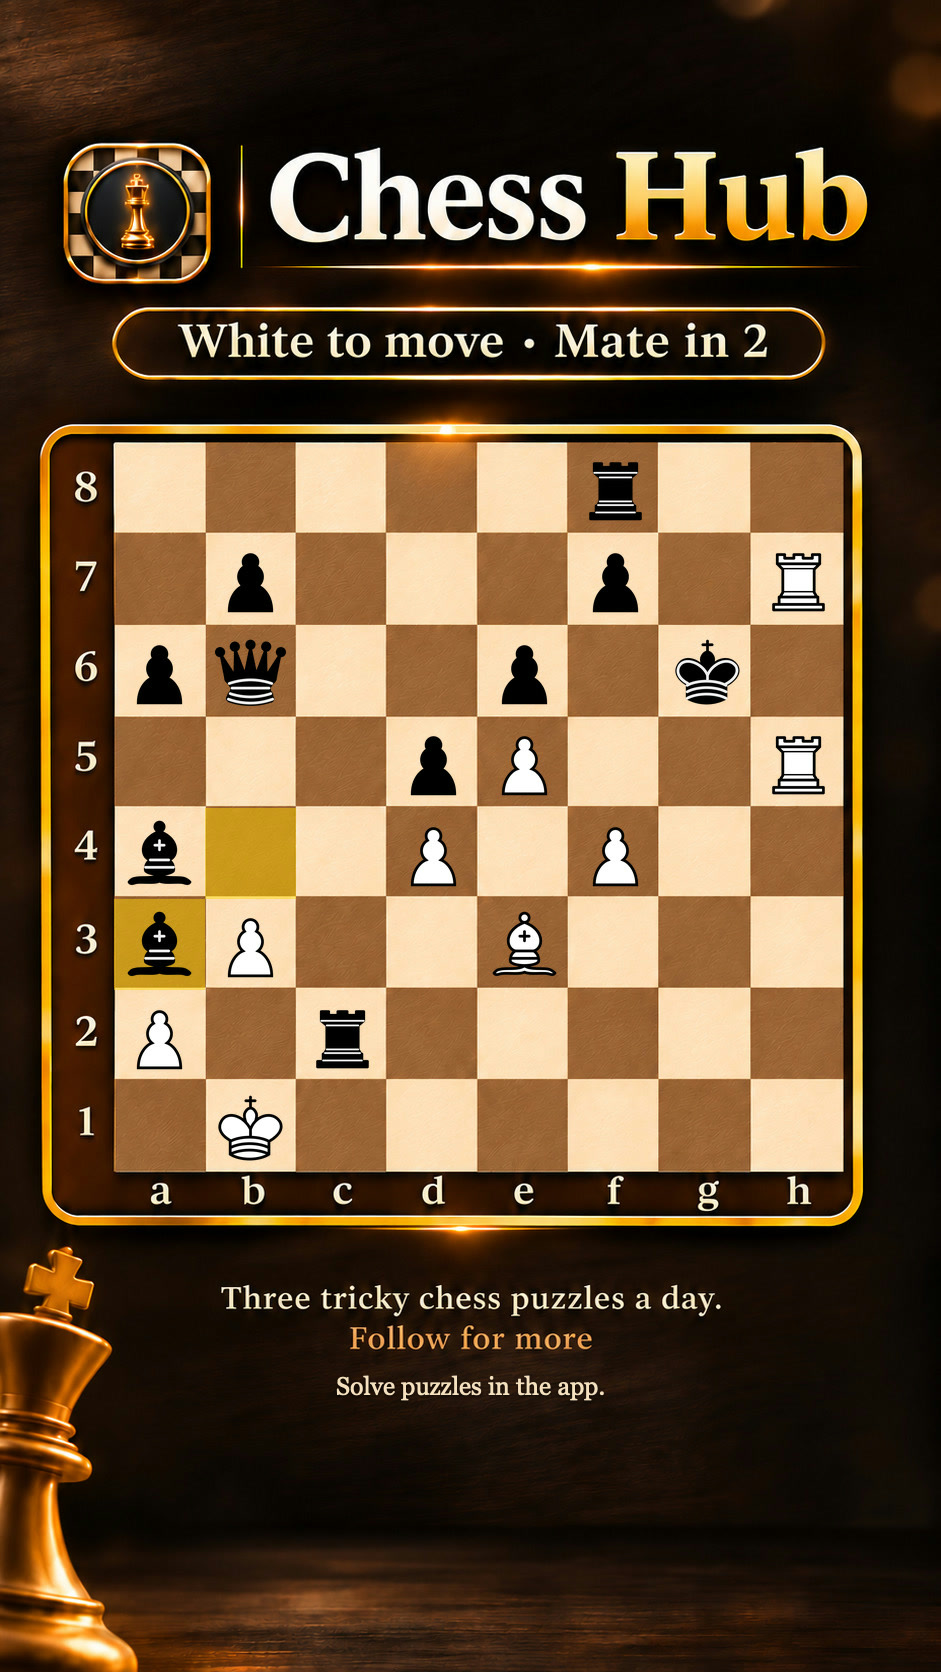 Chess Hub
White to move · Mate in 2
8
7
6
5
4
3
2
1
a b c d e f g h
Three tricky chess puzzles a day.
Follow for more
Solve puzzles in the app.